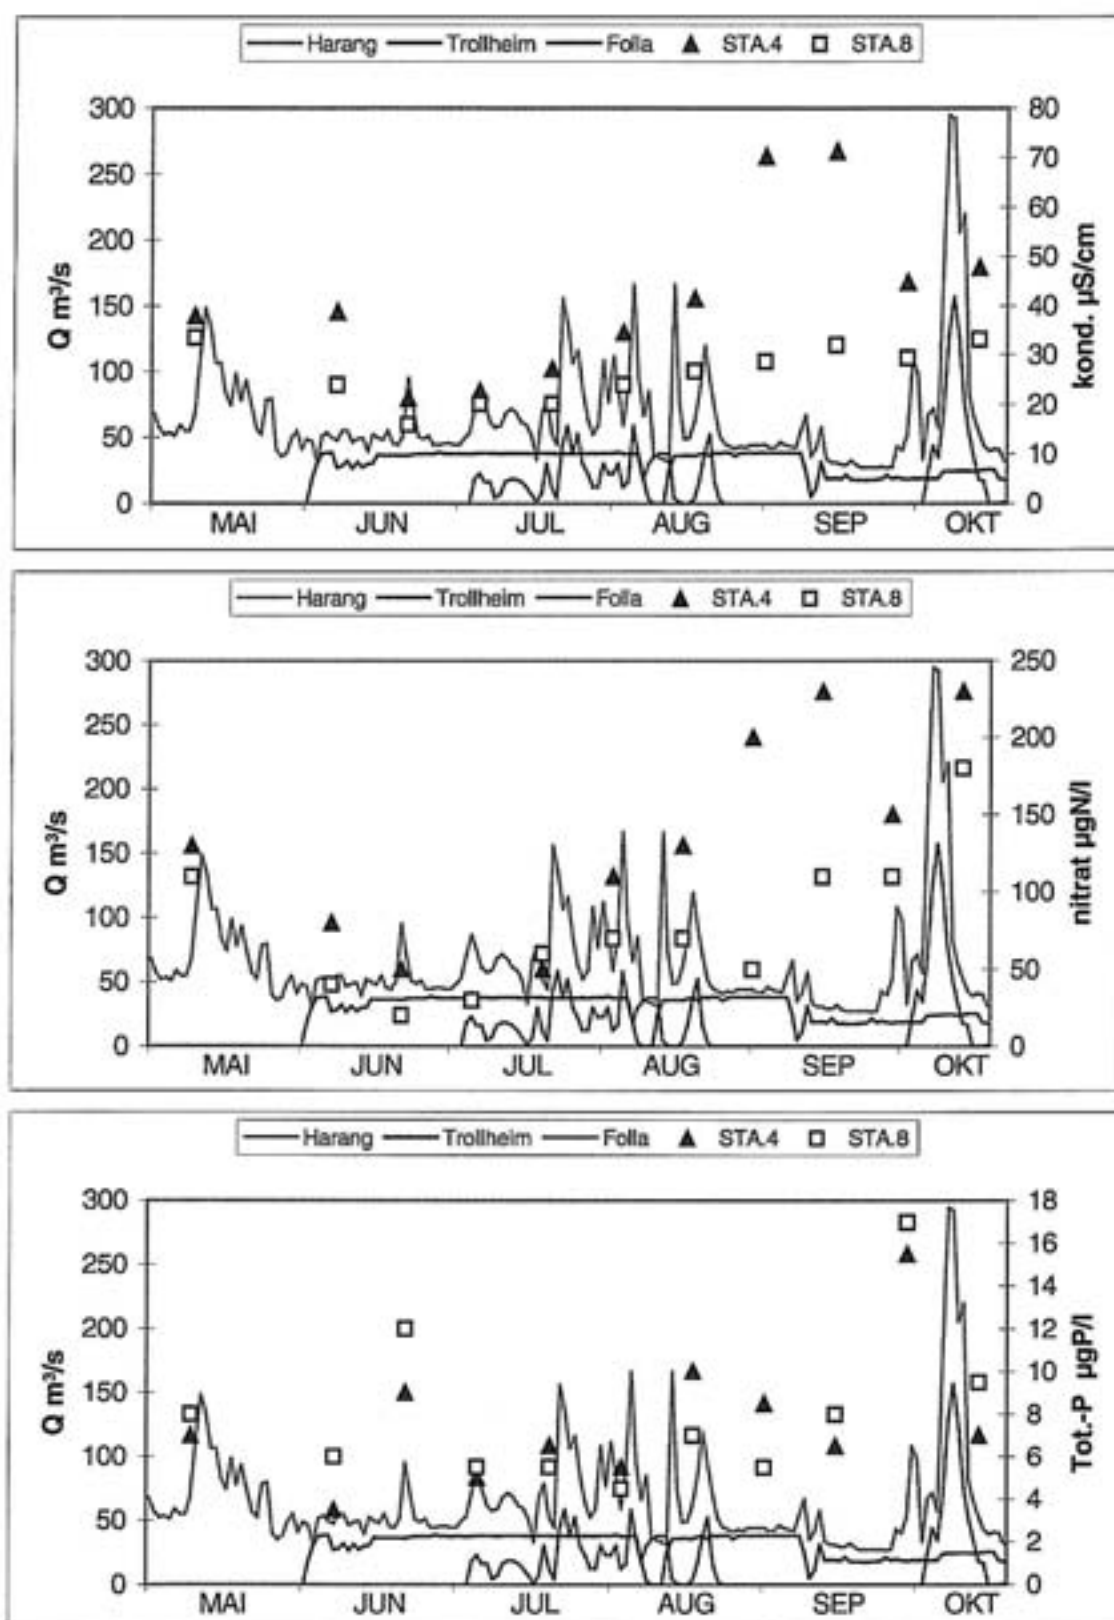 Harang Trollheim Folla STA.4 STA.8
300 80
250 70
60
200 50
150 40
100 30
20
50 10
0 0
Q m³/s
kond. µS/cm
MAI JUN JUL AUG SEP OKT
Harang Trollheim Folla STA.4 STA.8
300 250
250 200
200
150 150
100 100
50 50
0 0
Q m³/s
nitrat µgN/l
MAI JUN JUL AUG SEP OKT
Harang Trollheim Folla STA.4 STA.8
300 18
250 16
14
200 12
150 10
8
100 6
50 4
2
0 0
Q m³/s
Tot.-P µgP/l
MAI JUN JUL AUG SEP OKT